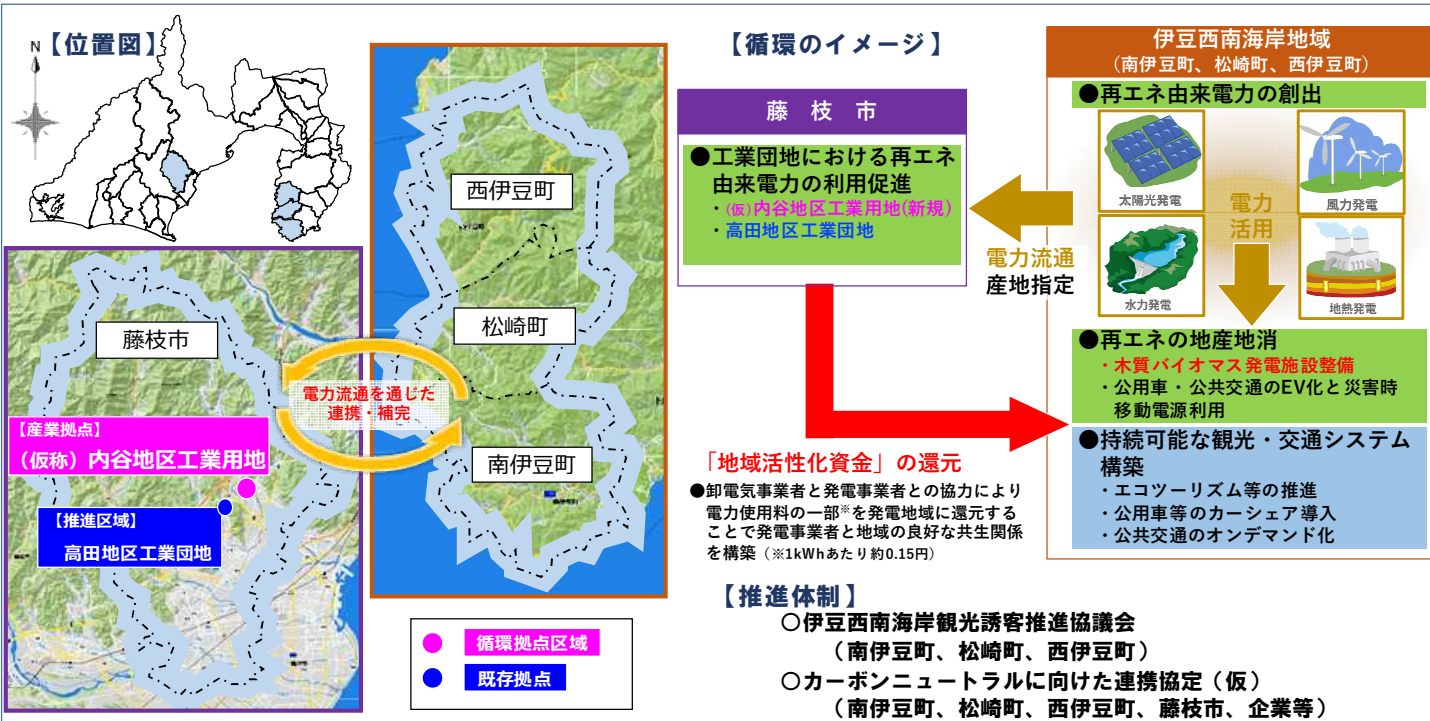 【位置図】
N
西伊豆町
松崎町
南伊豆町
藤枝市
電力流通を通じた
連携・補完
【産業拠点】
（仮称）内谷地区工業用地
【推進区域】
高田地区工業団地
循環拠点区域
既存拠点
【循環のイメージ】
藤枝市
●工業団地における再エネ
由来電力の利用促進
・(仮)内谷地区工業用地(新規)
・高田地区工業団地
電力流通
産地指定
伊豆西南海岸地域
（南伊豆町、松崎町、西伊豆町）
●再エネ由来電力の創出
太陽光発電
風力発電
電力
活用
水力発電
地熱発電
●再エネの地産地消
・木質バイオマス発電施設整備
・公用車・公共交通のEV化と災害時
移動電源利用
●持続可能な観光・交通システム
構築
・エコツーリズム等の推進
・公用車等のカーシェア導入
・公共交通のオンデマンド化
「地域活性化資金」の還元
●卸電気事業者と発電事業者との協力により
電力使用料の一部※を発電地域に還元する
ことで発電事業者と地域の良好な共生関係
を構築（※1kWhあたり約0.15円）
【推進体制】
○伊豆西南海岸観光誘客推進協議会
（南伊豆町、松崎町、西伊豆町）
○カーボンニュートラルに向けた連携協定（仮）
（南伊豆町、松崎町、西伊豆町、藤枝市、企業等）